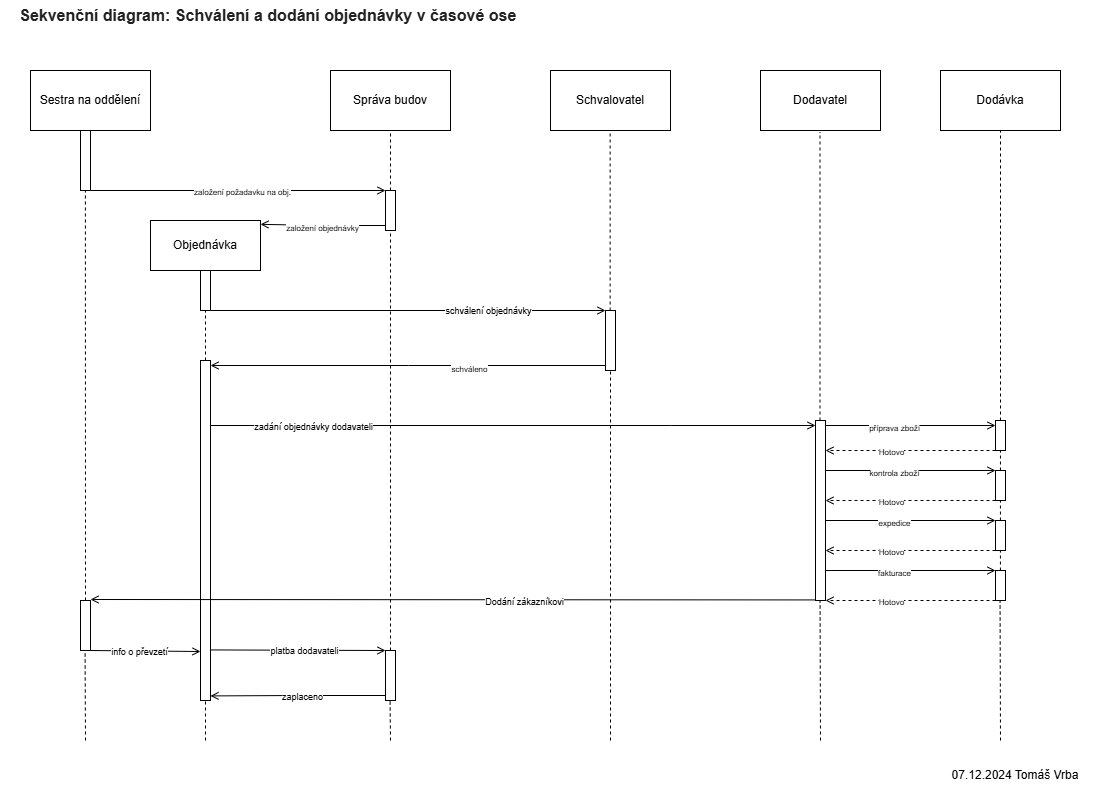 Sekvenční diagram: Schválení a dodání objednávky v časové ose
Sestra na oddělení
Správa budov
Schvalovatel
Dodavatel
Dodávka
založení požadavku na obj.
založení objednávky
Objednávka
schválení objednávky
schváleno
zadání objednávky dodavateli
příprava zboží
Hotovo
kontrola zboží
Hotovo
expedice
Hotovo
fakturace
Dodání zákazníkovi
Hotovo
info o převzetí
platba dodavateli
zaplaceno
07.12.2024 Tomáš Vrba